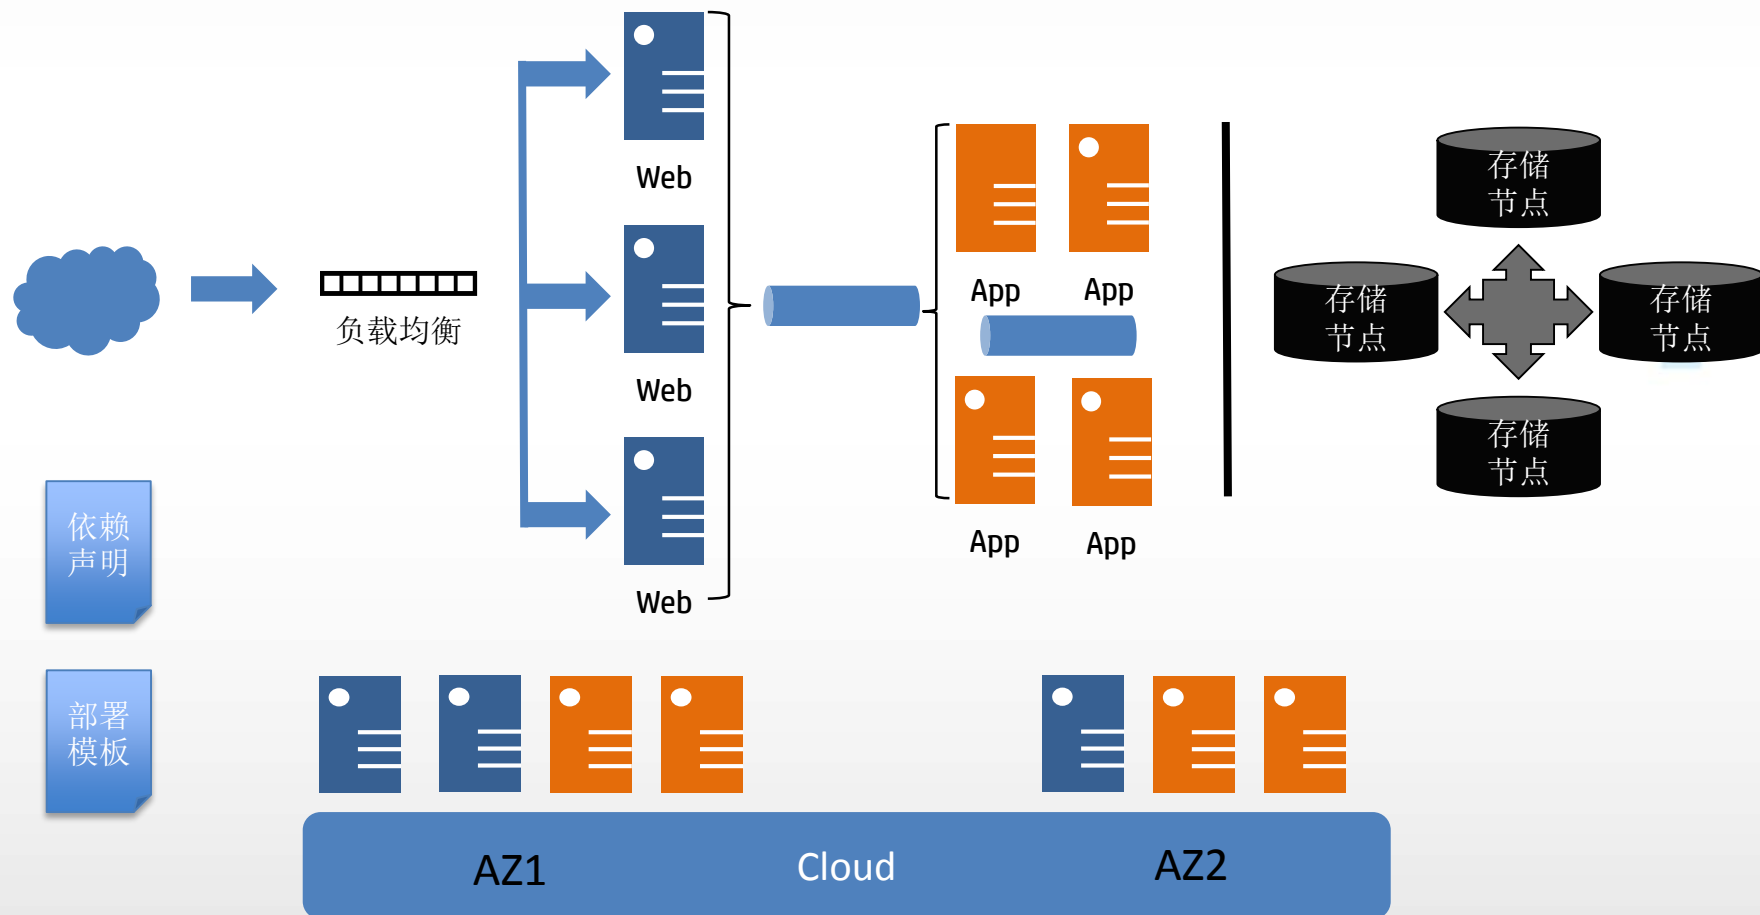 Web
存储
节点
App
App
负载均衡
存储
节点
存储
节点
Web
存储
节点
依赖
声明
App
App
Web
部署
模板
AZ1
Cloud
AZ2